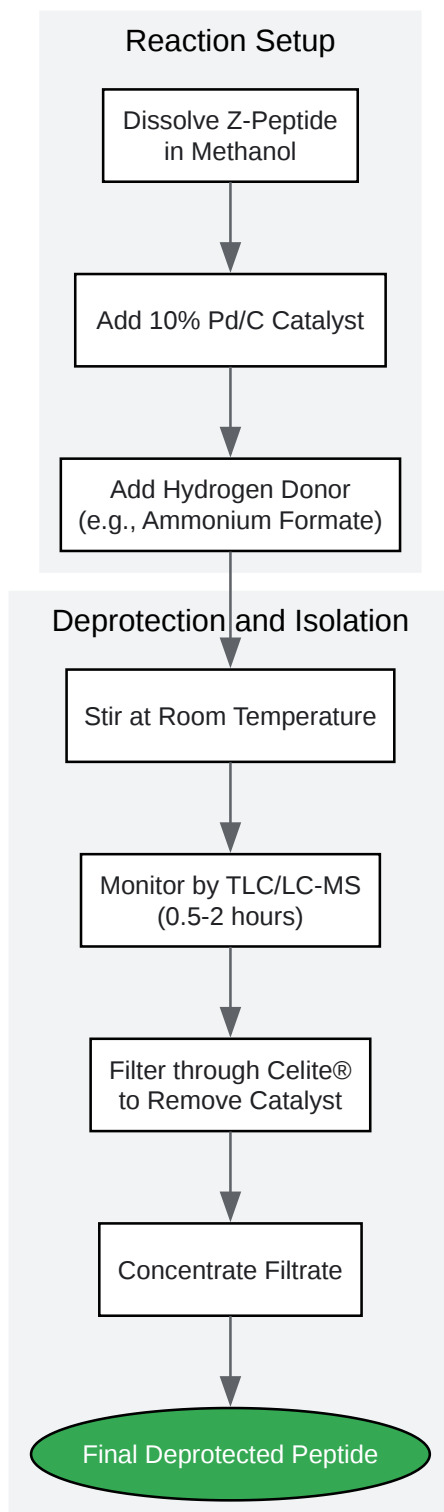 Reaction Setup
Dissolve Z-Peptide
in Methanol
Add 10% Pd/C Catalyst
Add Hydrogen Donor
(e.g., Ammonium Formate)
Deprotection and Isolation
Stir at Room Temperature
Monitor by TLC/LC-MS
(0.5-2 hours)
Filter through Celite®
to Remove Catalyst
Concentrate Filtrate
Final Deprotected Peptide